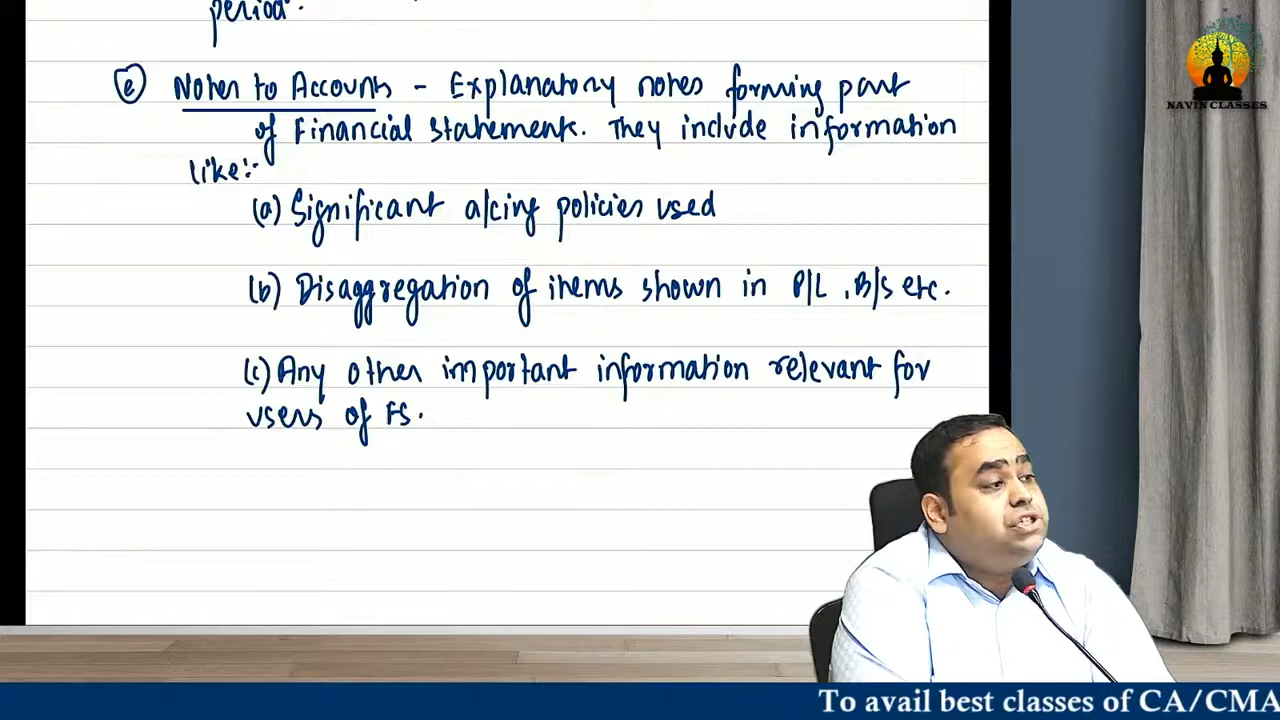 period.
(e) Notes to Accounts - Explanatory notes forming part
of Financial Statements. They include information
like:-
(a) Significant a/cing policies used
(b) Disaggregation of items shown in P/L, B/S etc.
(c) Any other important information relevant for
users of FS.
NAVIN CLASSES
To avail best classes of CA/CMA